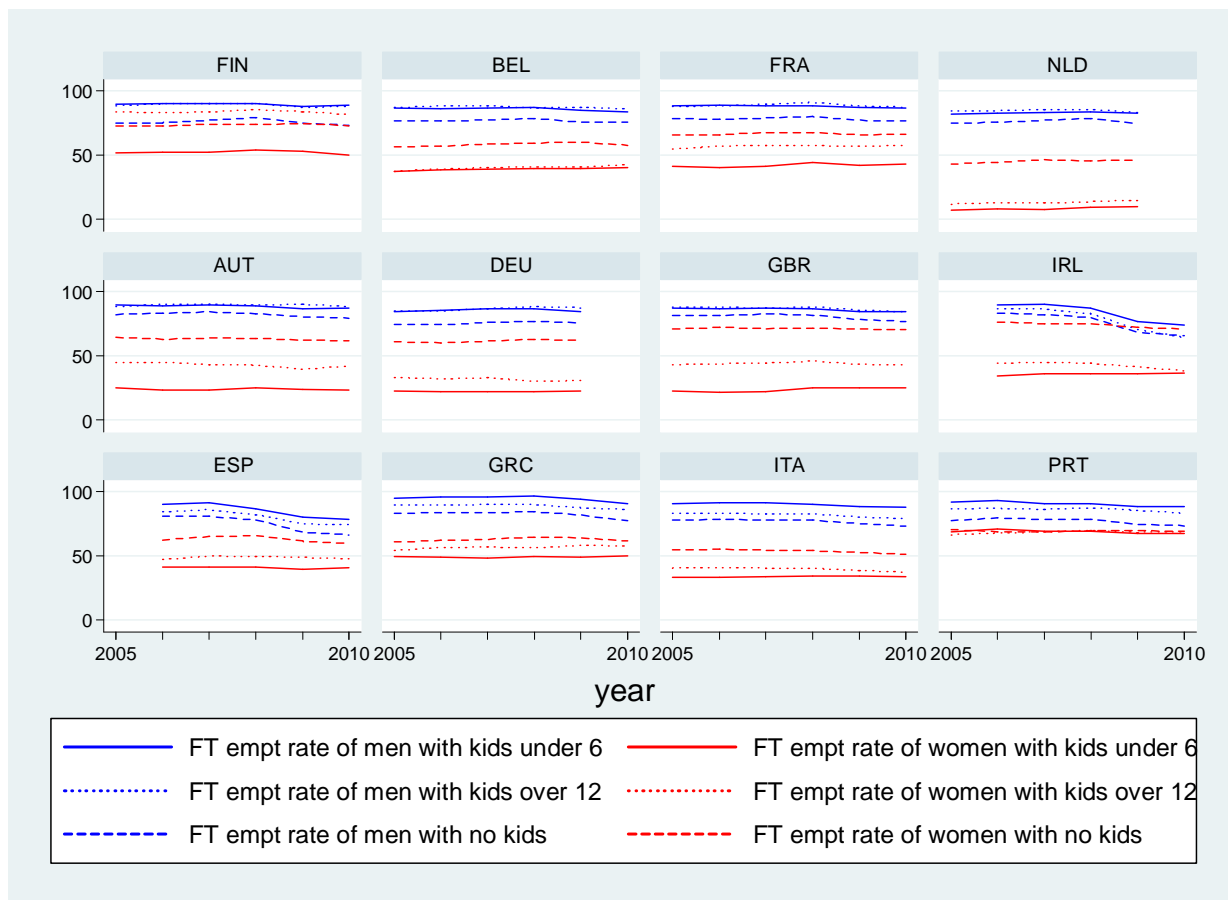 FIN BEL FRA NLD
100
50
0
AUT DEU GBR IRL
100
50
0
ESP GRC ITA PRT
100
50
0
2005 2010 2005 2010 2005 2010 2005 2010
year
FT empt rate of men with kids under 6 FT empt rate of women with kids under 6
FT empt rate of men with kids over 12 FT empt rate of women with kids over 12
FT empt rate of men with no kids FT empt rate of women with no kids